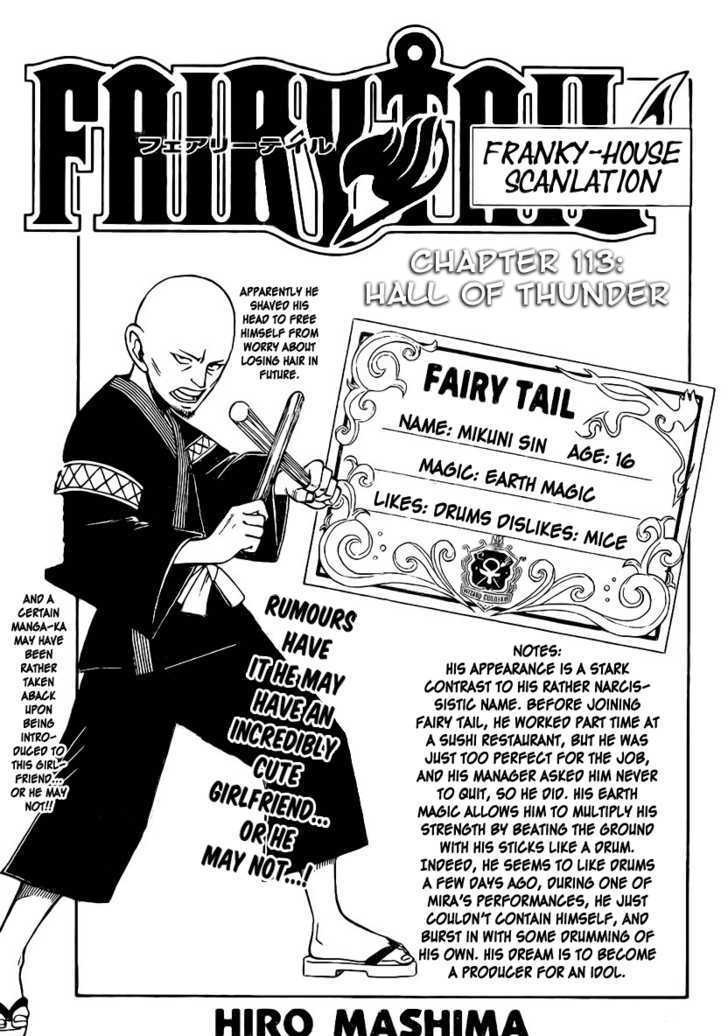 FAIRY TAIL
フェアリーテイル
FRANKY-HOUSE
SCANLATION
CHAPTER 113:
HALL OF THUNDER
APPARENTLY HE
SHAVED HIS
HEAD TO FREE
HIMSELF FROM
WORRY ABOUT
LOSING HAIR IN
FUTURE.
FAIRY TAIL
NAME: MIKUNI SIN AGE: 16
MAGIC: EARTH MAGIC
LIKES: DRUMS DISLIKES: MICE
WIZARD GUILD
AND A
CERTAIN
MANGA-KA
MAY HAVE
BEEN
RATHER
TAKEN
ABACK
UPON
BEING
INTRO-
DUCED TO
THIS GIRL-
FRIEND...
OR HE MAY
NOT!!
RUMOURS
HAVE
IT HE MAY
HAVE AN
INCREDIBLY
CUTE
GIRLFRIEND...
OR HE
MAY NOT...!
NOTES:
HIS APPEARANCE IS A STARK
CONTRAST TO HIS RATHER NARCIS-
SISTIC NAME. BEFORE JOINING
FAIRY TAIL, HE WORKED PART TIME AT
A SUSHI RESTAURANT, BUT HE WAS
JUST TOO PERFECT FOR THE JOB,
AND HIS MANAGER ASKED HIM NEVER
TO QUIT, SO HE DID. HIS EARTH
MAGIC ALLOWS HIM TO MULTIPLY HIS
STRENGTH BY BEATING THE GROUND
WITH HIS STICKS LIKE A DRUM.
INDEED, HE SEEMS TO LIKE DRUMS
A FEW DAYS AGO, DURING ONE OF
MIRA'S PERFORMANCES, HE JUST
COULDN'T CONTAIN HIMSELF, AND
BURST IN WITH SOME DRUMMING OF
HIS OWN. HIS DREAM IS TO BECOME
A PRODUCER FOR AN IDOL.
HIRO MASHIMA